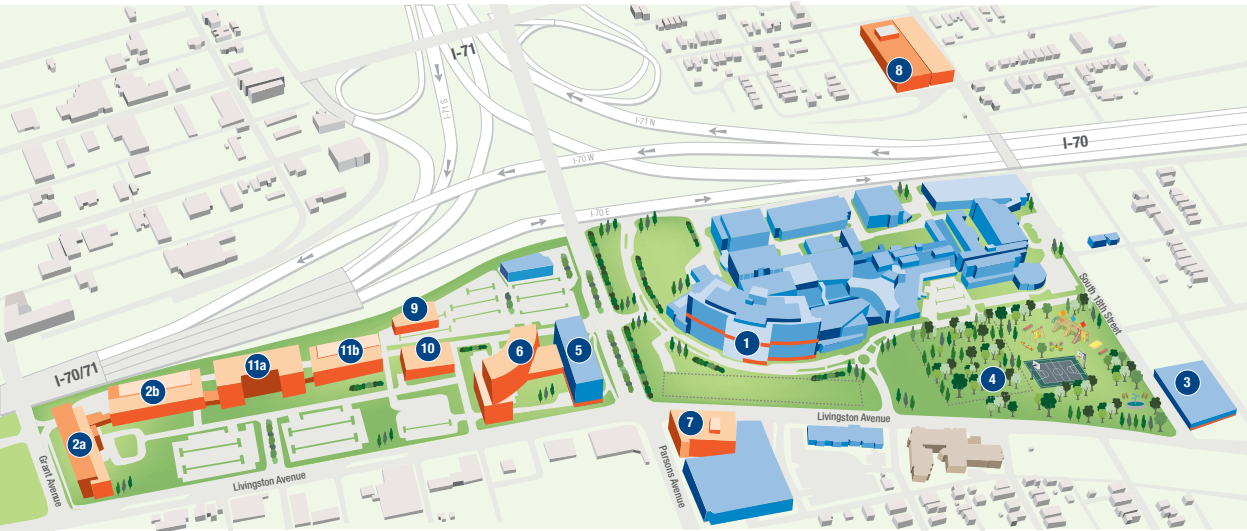 I-71
8
I-71 S
I-71 N
I-70
I-70 W
I-70 E
South 18th Street
9
1
11b
10
6
5
11a
I-70/71
2b
4
3
2a
7
Livingston Avenue
Grant Avenue
Parsons Avenue
Livingston Avenue